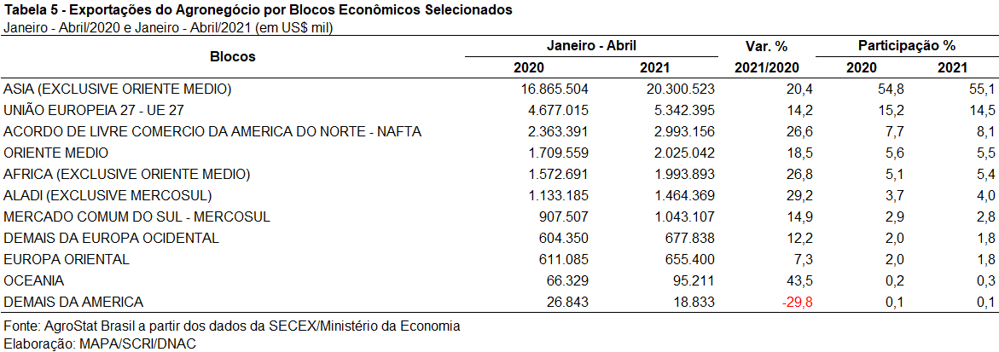 Tabela 5 - Exportações do Agronegócio por Blocos Econômicos Selecionados
Janeiro - Abril/2020 e Janeiro - Abril/2021 (em US$ mil)
Blocos Janeiro - Abril Var. % Participação %
2020 2021 2021/2020 2020 2021
ASIA (EXCLUSIVE ORIENTE MEDIO) 16.865.504 20.300.523 20,4 54,8 55,1
UNIÃO EUROPEIA 27 - UE 27 4.677.015 5.342.395 14,2 15,2 14,5
ACORDO DE LIVRE COMERCIO DA AMERICA DO NORTE - NAFTA 2.363.391 2.993.156 26,6 7,7 8,1
ORIENTE MEDIO 1.709.559 2.025.042 18,5 5,6 5,5
AFRICA (EXCLUSIVE ORIENTE MEDIO) 1.572.691 1.993.893 26,8 5,1 5,4
ALADI (EXCLUSIVE MERCOSUL) 1.133.185 1.464.369 29,2 3,7 4,0
MERCADO COMUM DO SUL - MERCOSUL 907.507 1.043.107 14,9 2,9 2,8
DEMAIS DA EUROPA OCIDENTAL 604.350 677.838 12,2 2,0 1,8
EUROPA ORIENTAL 611.085 655.400 7,3 2,0 1,8
OCEANIA 66.329 95.211 43,5 0,2 0,3
DEMAIS DA AMERICA 26.843 18.833 -29,8 0,1 0,1
Fonte: AgroStat Brasil a partir dos dados da SECEX/Ministério da Economia
Elaboração: MAPA/SCRI/DNAC